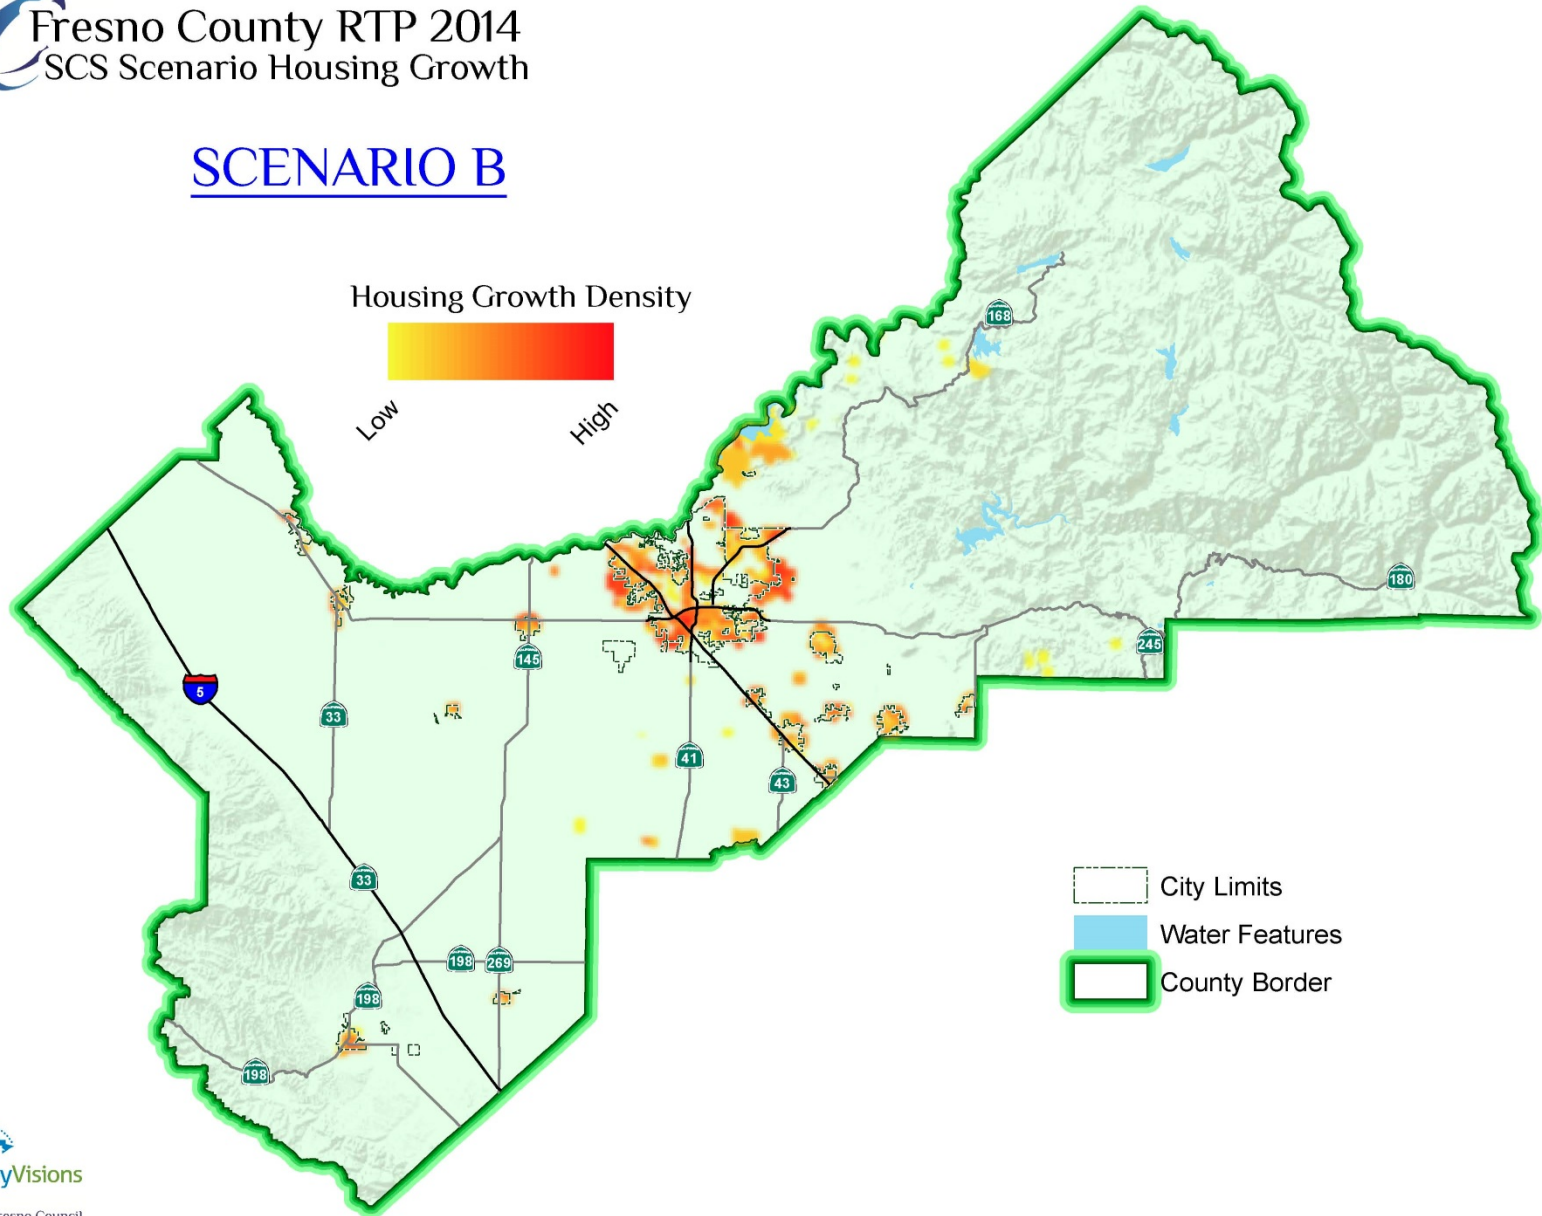 Fresno County RTP 2014
SCS Scenario Housing Growth
SCENARIO B
Housing Growth Density
Low
High
168
180
245
5
33
145
41
43
33
198
269
198
198
City Limits
Water Features
County Border
yVisions
Council